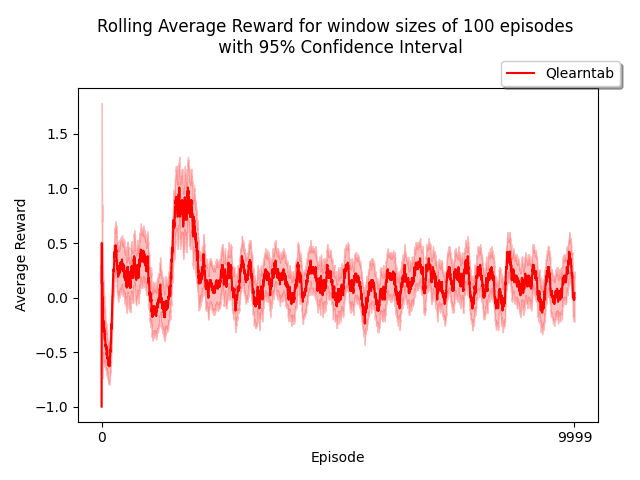 Rolling Average Reward for window sizes of 100 episodes
with 95% Confidence Interval
Qlearntab
1.5
1.0
0.5
0.0
−0.5
−1.0
Average Reward
0
9999
Episode